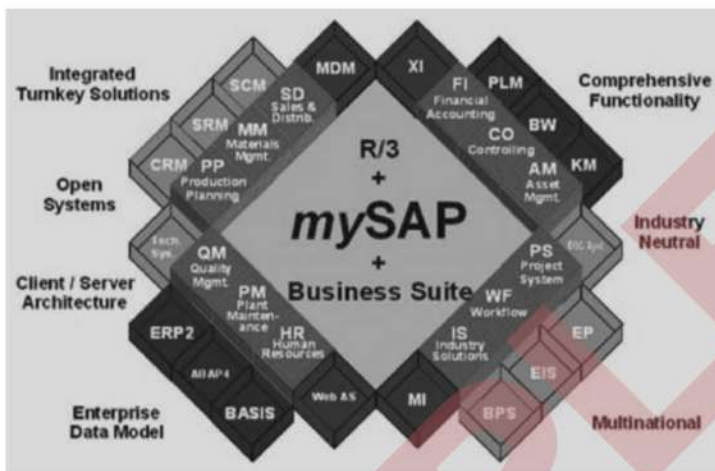 MDM
XI
SCM
SD
Sales &
Distrib.
FI
Financial
Accounting
PLM
Integrated
Turnkey Solutions
Comprehensive
Functionality
SRM
MM
Materials
Mgmt.
CO
Controlling
BW
CRM
PP
Production
Planning
R/3
+
mySAP
+
Business Suite
AM
Asset
Mgmt.
KM
Open
Systems
Industry
Neutral
Tech.
Sys.
QM
Quality
Mgmt.
PS
Project
System
Client / Server
Architecture
PM
Plant
Mainten-
ance
WF
Workflow
ERP2
HR
Human
Resources
IS
Industry
Solutions
EP
ABAP4
EIS
BASIS
Web AS
MI
BPS
Enterprise
Data Model
Multinational